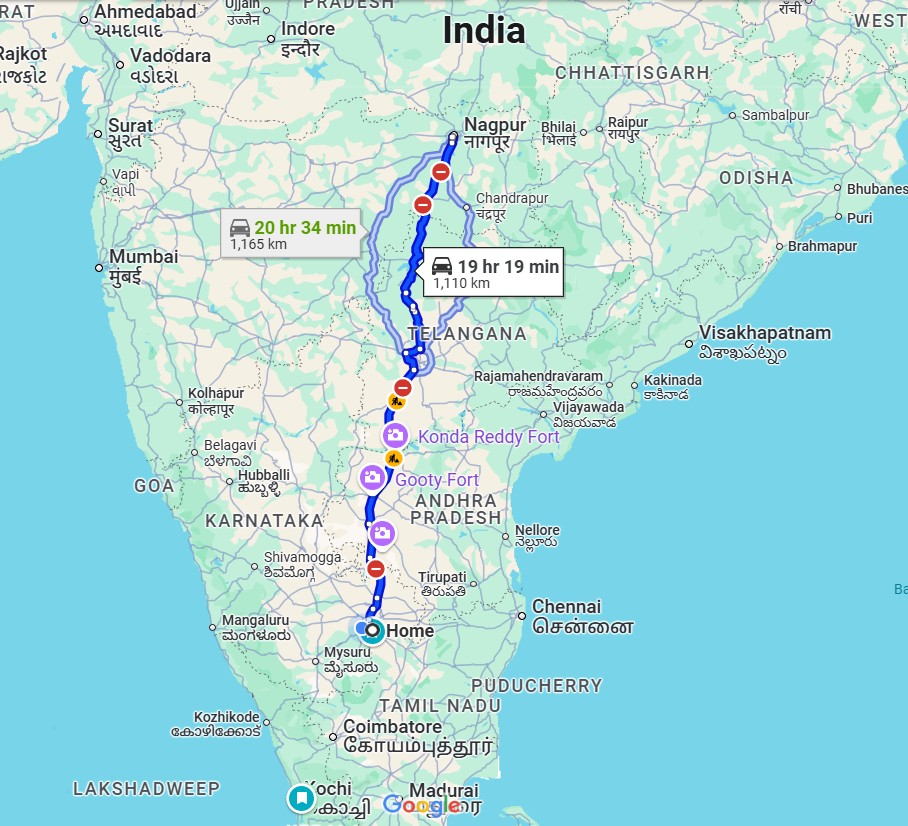 RAT
Ahmedabad
અમદાવાદ
Ujjain
उज्जैन
PRADESH
Indore
इन्दौर
India
राँची
WEST
Rajkot
રાજકોટ
Vadodara
વડોદરા
CHHATTISGARH
Surat
સુરત
Nagpur
नागपूर
Bhilai
भिलाई
Raipur
रायपुर
Sambalpur
Vapi
વાપી
Chandrapur
चंद्रपूर
ODISHA
Bhubanes
Puri
20 hr 34 min
1,165 km
Mumbai
मुंबई
19 hr 19 min
1,110 km
Brahmapur
TELANGANA
Visakhapatnam
విశాఖపట్నం
Rajamahendravaram
రాజమహేంద్రవరం
Kakinada
కాకినాడ
Kolhapur
कोल्हापूर
Vijayawada
విజయవాడ
Konda Reddy Fort
Belagavi
ಬೆಳಗಾವಿ
Hubballi
ಹುಬ್ಬಳ್ಳಿ
GOA
Gooty Fort
ANDHRA
PRADESH
KARNATAKA
Nellore
నెల్లూరు
Shivamogga
ಶಿವಮೊಗ್ಗ
Tirupati
తిరుపతి
Ba
Chennai
சென்னை
Mangaluru
ಮಂಗಳೂರು
Home
Mysuru
ಮೈಸೂರು
PUDUCHERRY
TAMIL NADU
Kozhikode
കോഴിക്കോട്
Coimbatore
கோயம்புத்தூர்
LAKSHADWEEP
Kochi
കൊച്ചി
Madurai
Google